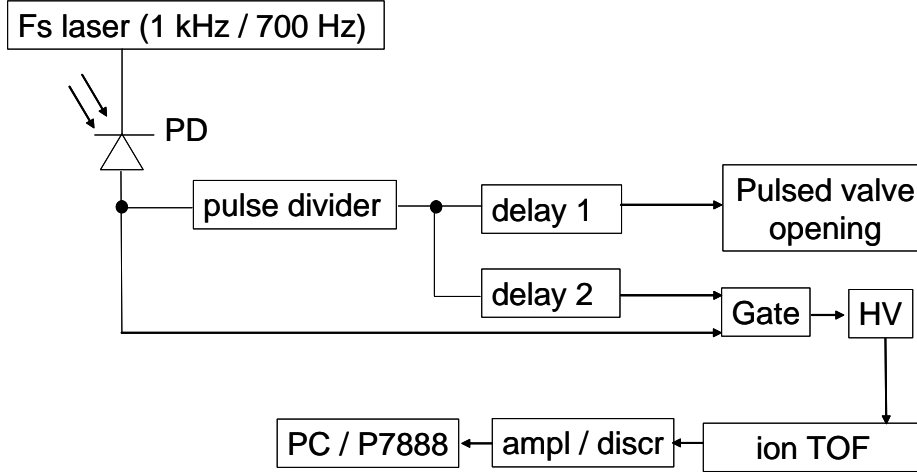 Fs laser (1 kHz / 700 Hz)
PD
pulse divider
delay 1
Pulsed valve
opening
delay 2
Gate
HV
PC / P7888
ampl / discr
ion TOF